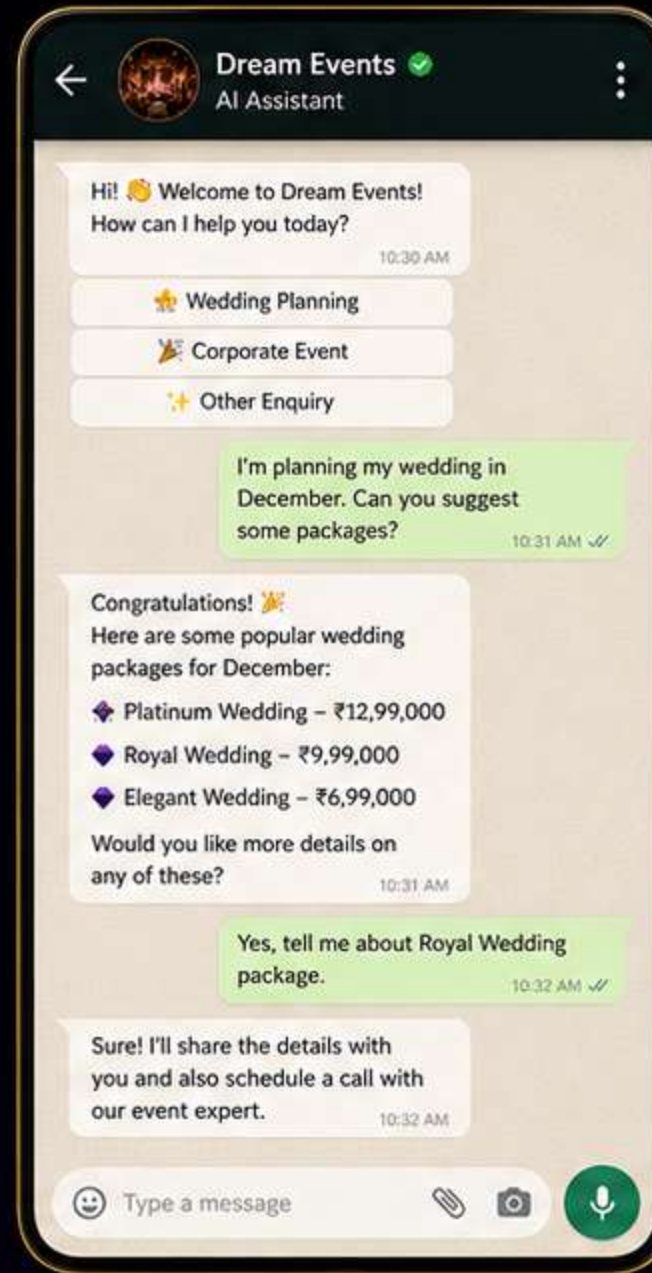 Dream Events
AI Assistant
Hi! 👋 Welcome to Dream Events!
How can I help you today?
10:30 AM
Wedding Planning
🎉 Corporate Event
✨ Other Enquiry
I'm planning my wedding in
December. Can you suggest
some packages?
10:31 AM
Congratulations! 🎉
Here are some popular wedding
packages for December:
Platinum Wedding – ₹12,99,000
Royal Wedding – ₹9,99,000
Elegant Wedding – ₹6,99,000
Would you like more details on
any of these?
10:31 AM
Yes, tell me about Royal Wedding
package.
10:32 AM
Sure! I'll share the details with
you and also schedule a call with
our event expert.
10:32 AM
Type a message